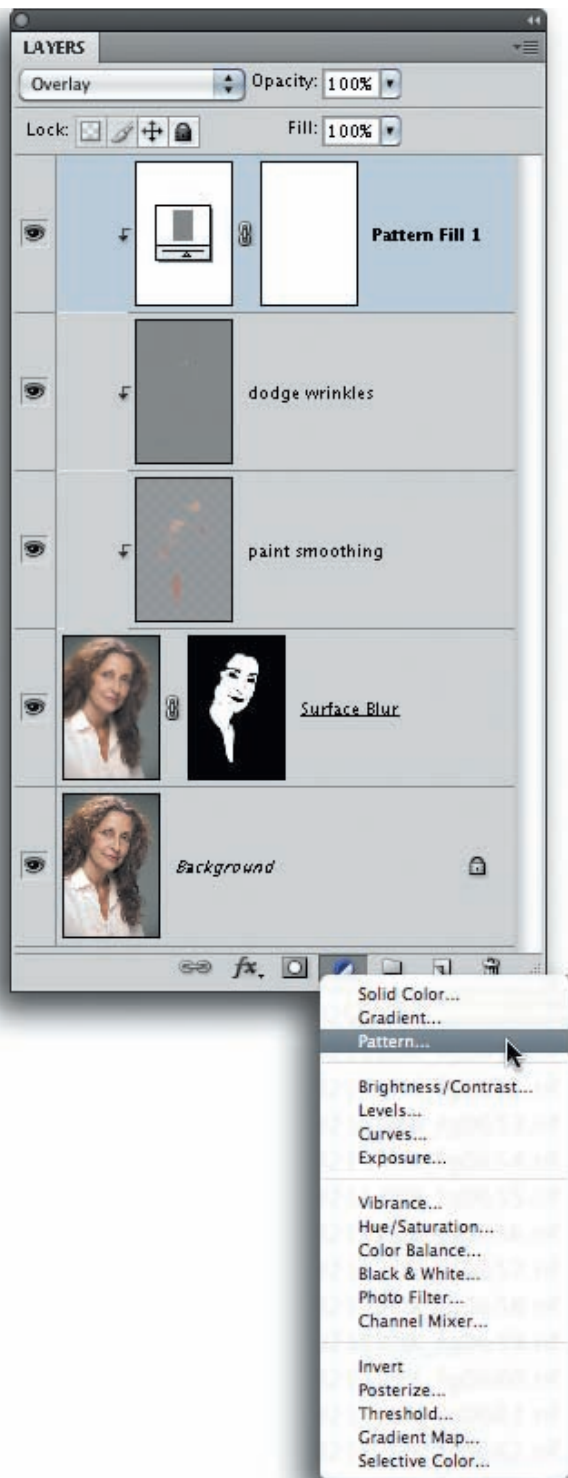 LAYERS
Overlay Opacity: 100%
Lock: Fill: 100%
Pattern Fill 1
dodge wrinkles
paint smoothing
Surface Blur
Background
fx.
Solid Color...
Gradient...
Pattern...
Brightness/Contrast...
Levels...
Curves...
Exposure...
Vibrance...
Hue/Saturation...
Color Balance...
Black & White...
Photo Filter...
Channel Mixer...
Invert
Posterize...
Threshold...
Gradient Map...
Selective Color...